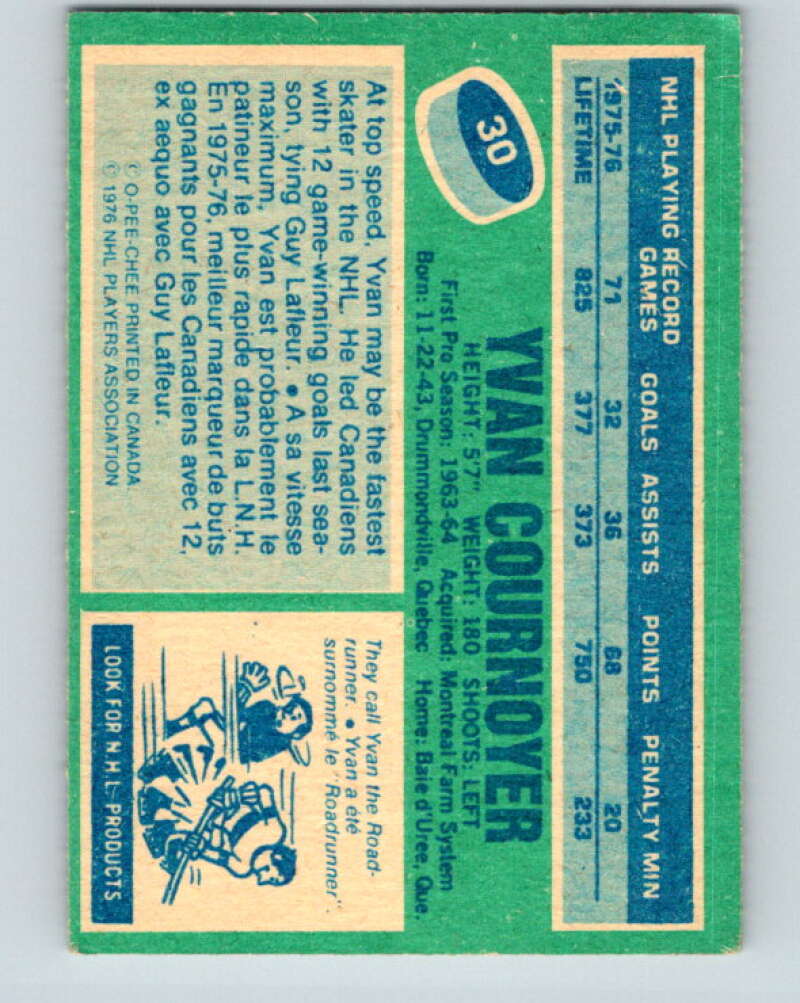 NHL PLAYING RECORD
GAMES GOALS ASSISTS POINTS PENALTY MIN
1975-76 71 32 36 68 20
LIFETIME 825 377 373 750 233
30
YVAN COURNOYER
HEIGHT: 5'7" WEIGHT: 180 SHOOTS: LEFT
First Pro Season: 1963-64 Acquired: Montreal Farm System
Born: 11-22-43, Drummondville, Quebec Home: Baie d'Uree, Que.
At top speed, Yvan may be the fastest
skater in the NHL. He led Canadiens
with 12 game-winning goals last sea-
son, tying Guy Lafleur. • A sa vitesse
maximum, Yvan est probablement le
patineur le plus rapide dans la L.N.H.
En 1975-76, meilleur marqueur de buts
gagnants pour les Canadiens avec 12,
ex aequo avec Guy Lafleur.
© O-PEE-CHEE PRINTED IN CANADA.
© 1976 NHL PLAYERS ASSOCIATION
They call Yvan the Road-
runner. • Yvan a été
surnommé le "Roadrunner"
LOOK FOR N.H.L. PRODUCTS